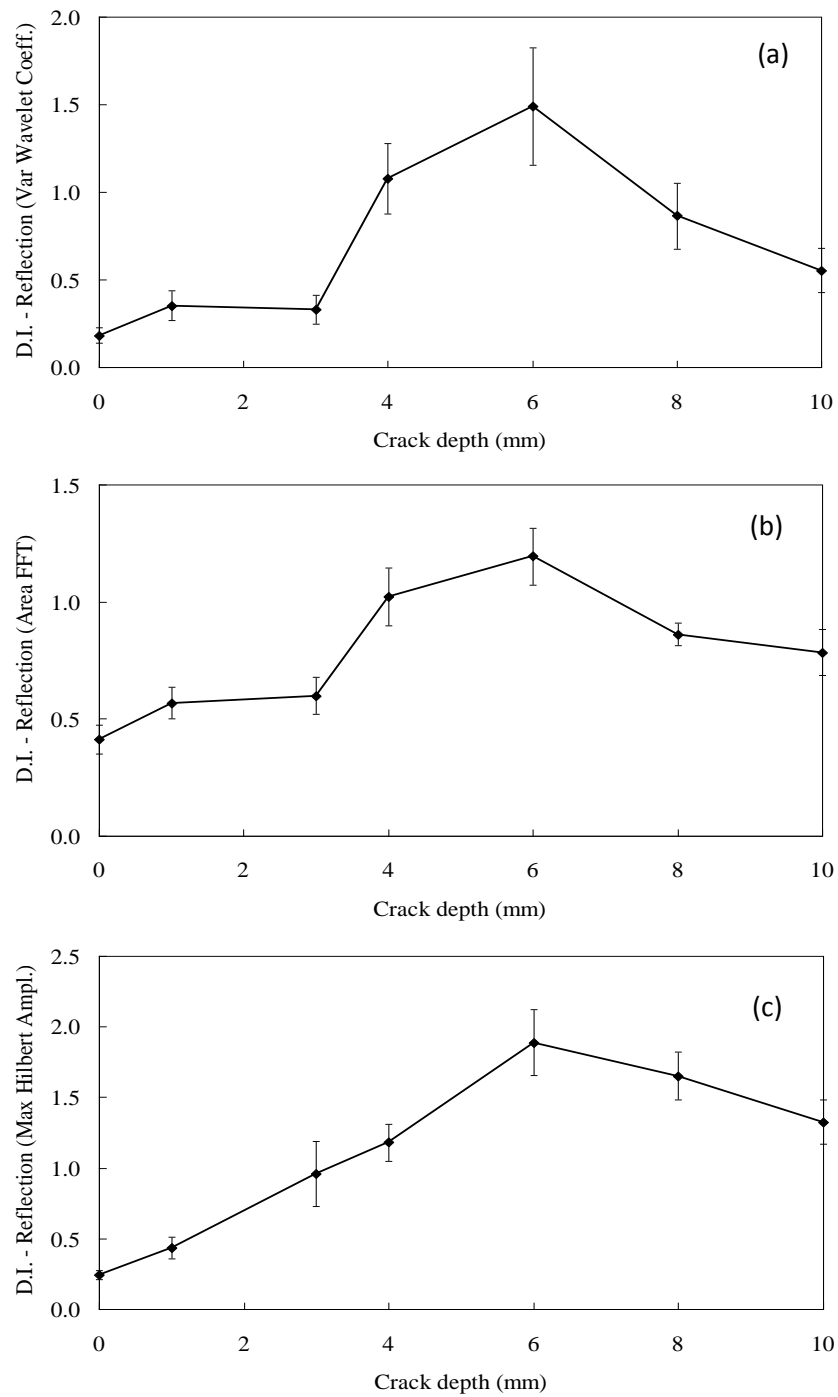 D.I. - Reflection (Var Wavelet Coeff.)
2.0
1.5
1.0
0.5
0.0
(a)
0 2 4 6 8 10
Crack depth (mm)
D.I. - Reflection (Area FFT)
1.5
1.0
0.5
0.0
(b)
0 2 4 6 8 10
Crack depth (mm)
D.I. - Reflection (Max Hilbert Ampl.)
2.5
2.0
1.5
1.0
0.5
0.0
(c)
0 2 4 6 8 10
Crack depth (mm)